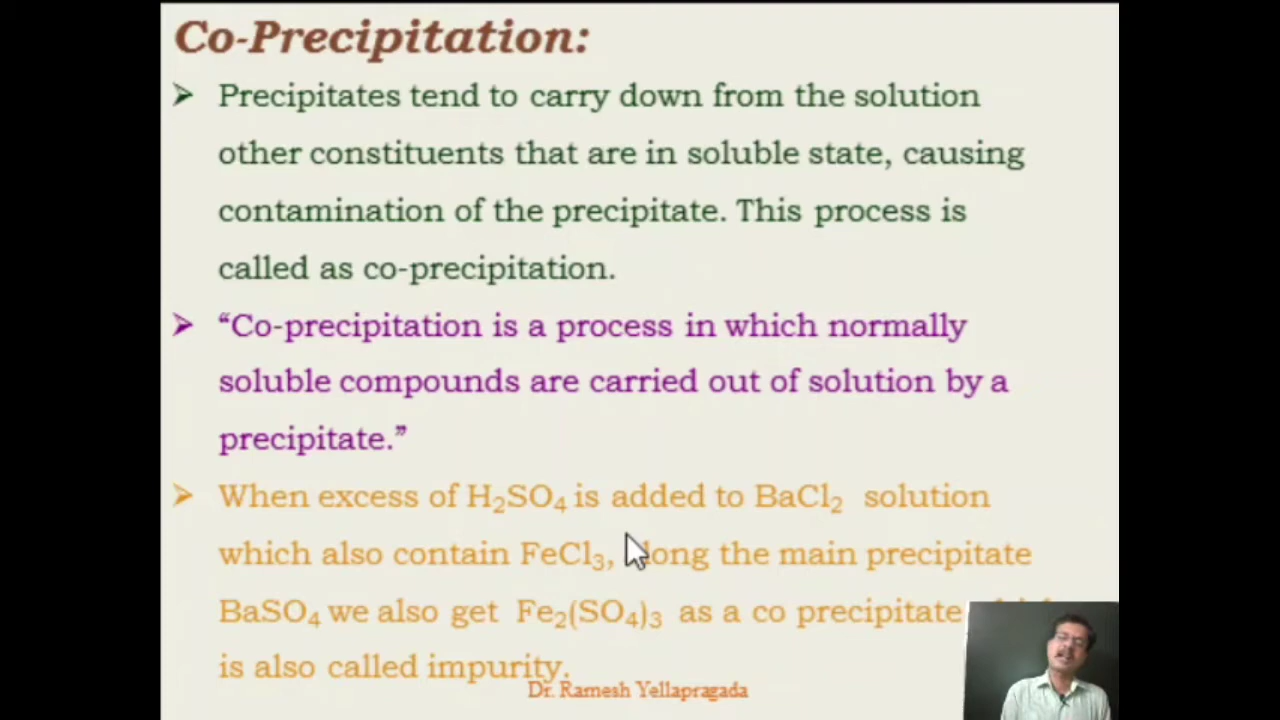 Co-Precipitation:
➢ Precipitates tend to carry down from the solution
other constituents that are in soluble state, causing
contamination of the precipitate. This process is
called as co-precipitation.
➢ “Co-precipitation is a process in which normally
soluble compounds are carried out of solution by a
precipitate.”
➢ When excess of H₂SO₄ is added to BaCl₂ solution
which also contain FeCl₃, along the main precipitate
BaSO₄ we also get Fe₂(SO₄)₃ as a co precipitate
is also called impurity.
Dr. Ramesh Yellapragada